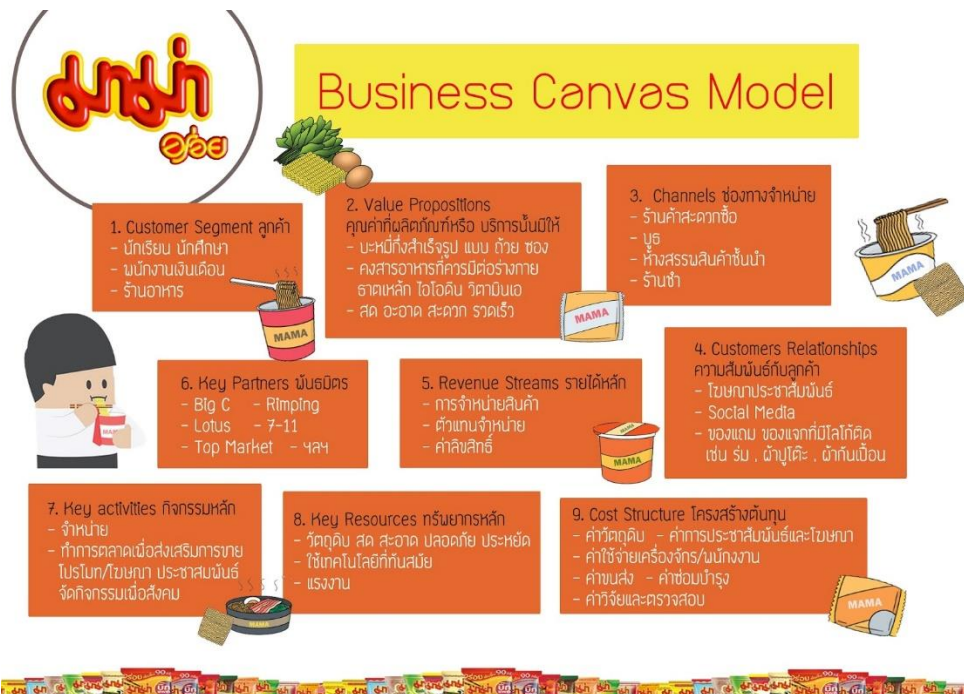 มาม่า
อร่อย
Business Canvas Model
1. Customer Segment ลูกค้า
- นักเรียน นักศึกษา
- พนักงานเงินเดือน
- ร้านอาหาร
MAMA
2. Value Propositions
คุณค่าที่ผลิตภัณฑ์หรือ บริการนั้นมีให้
- บะหมี่กึ่งสำเร็จรูป แบบ ถ้วย ซอง
- คงสารอาหารที่ควรมีต่อร่างกาย
ธาตุเหล็ก ไอโอดีน วิตามินเอ
- สด อะอาด สะดวก รวดเร็ว
MAMA
3. Channels ช่องทางจำหน่าย
- ร้านค้าสะดวกซื้อ
- บูธ
- ห้างสรรพสินค้าชั้นนำ
- ร้านชำ
MAMA
4. Customers Relationships
ความสัมพันธ์กับลูกค้า
- โฆษณาประชาสัมพันธ์
- Social Media
- ของแถม ของแจกที่มีโลโก้ติด
เช่น ร่ม , ผ้าปูโต๊ะ , ผ้ากันเปื้อน
5. Revenue Streams รายได้หลัก
- การจำหน่ายสินค้า
- ตัวแทนจำหน่าย
- ค่าลิขสิทธิ์
MAMA
6. Key Partners พันธมิตร
- Big C - Rimping
- Lotus - 7-11
- Top Market - ฯลฯ
MAMA
7. Key activities กิจกรรมหลัก
- จำหน่าย
- ทำการตลาดเพื่อส่งเสริมการขาย
โปรโมท/โฆษณา ประชาสมพันธ์
จัดกิจกรรมเพื่อสังคม
MAMA
8. Key Resources ทรัพยากรหลัก
- วัตถุดิบ สด สะอาด ปลอดภัย ประหยัด
- ใช้เทคโนโลยีที่ทันสมัย
- แรงงาน
9. Cost Structure โครงสร้างต้นทุน
- ค่าวัตถุดิบ - ค่าการประชาสัมพันธ์และโฆษณา
- ค่าใช้จ่ายเครื่องจักร/พนักงงาน
- ค่าขนส่ง - ค่าซ่อมบำรุง
- ค่าวิจัยและตรวจสอบ
MAMA